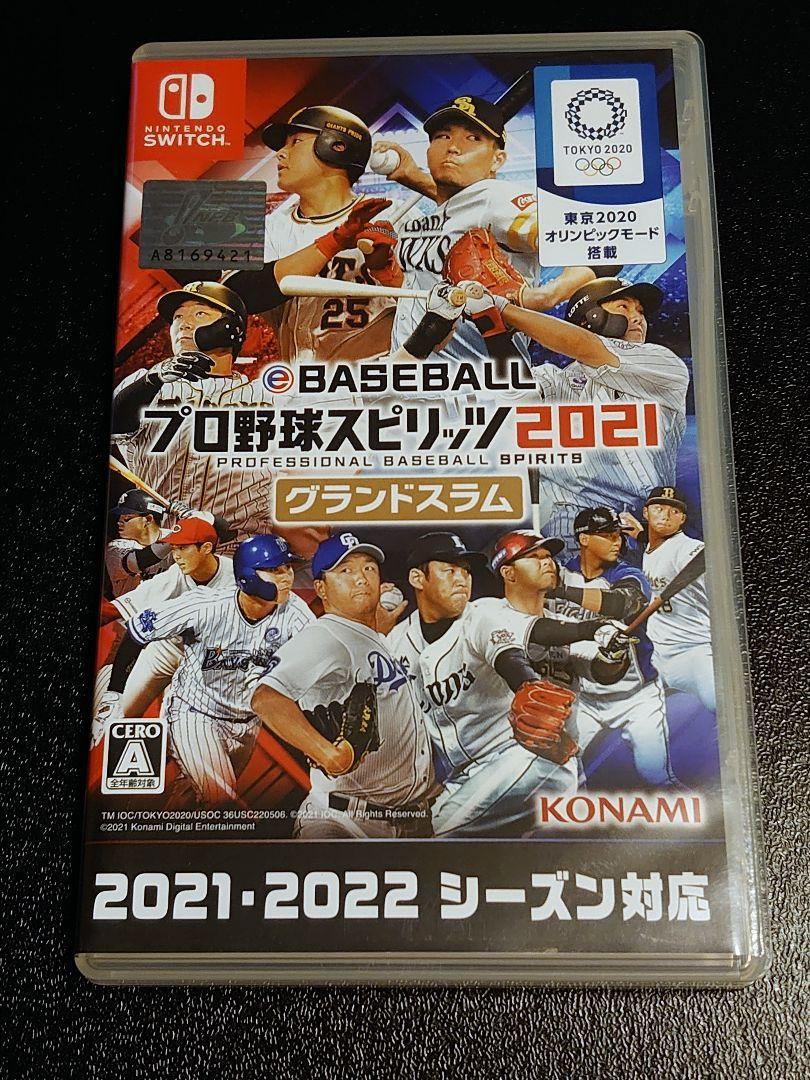 NINTENDO
SWITCH
NPB
A8169421
GIANTS PRIDE
TOKYO 2020
東京2020
オリンピックモード
搭載
25
LOTTE
eBASEBALL
プロ野球スピリッツ2021
PROFESSIONAL BASEBALL SPIRITS
グランドスラム
CERO
A
全年齢対象
KONAMI
TM IOC/TOKYO2020/USOC 36USC220506. ©2021 IOC. All Rights Reserved.
©2021 Konami Digital Entertainment
2021・2022 シーズン対応